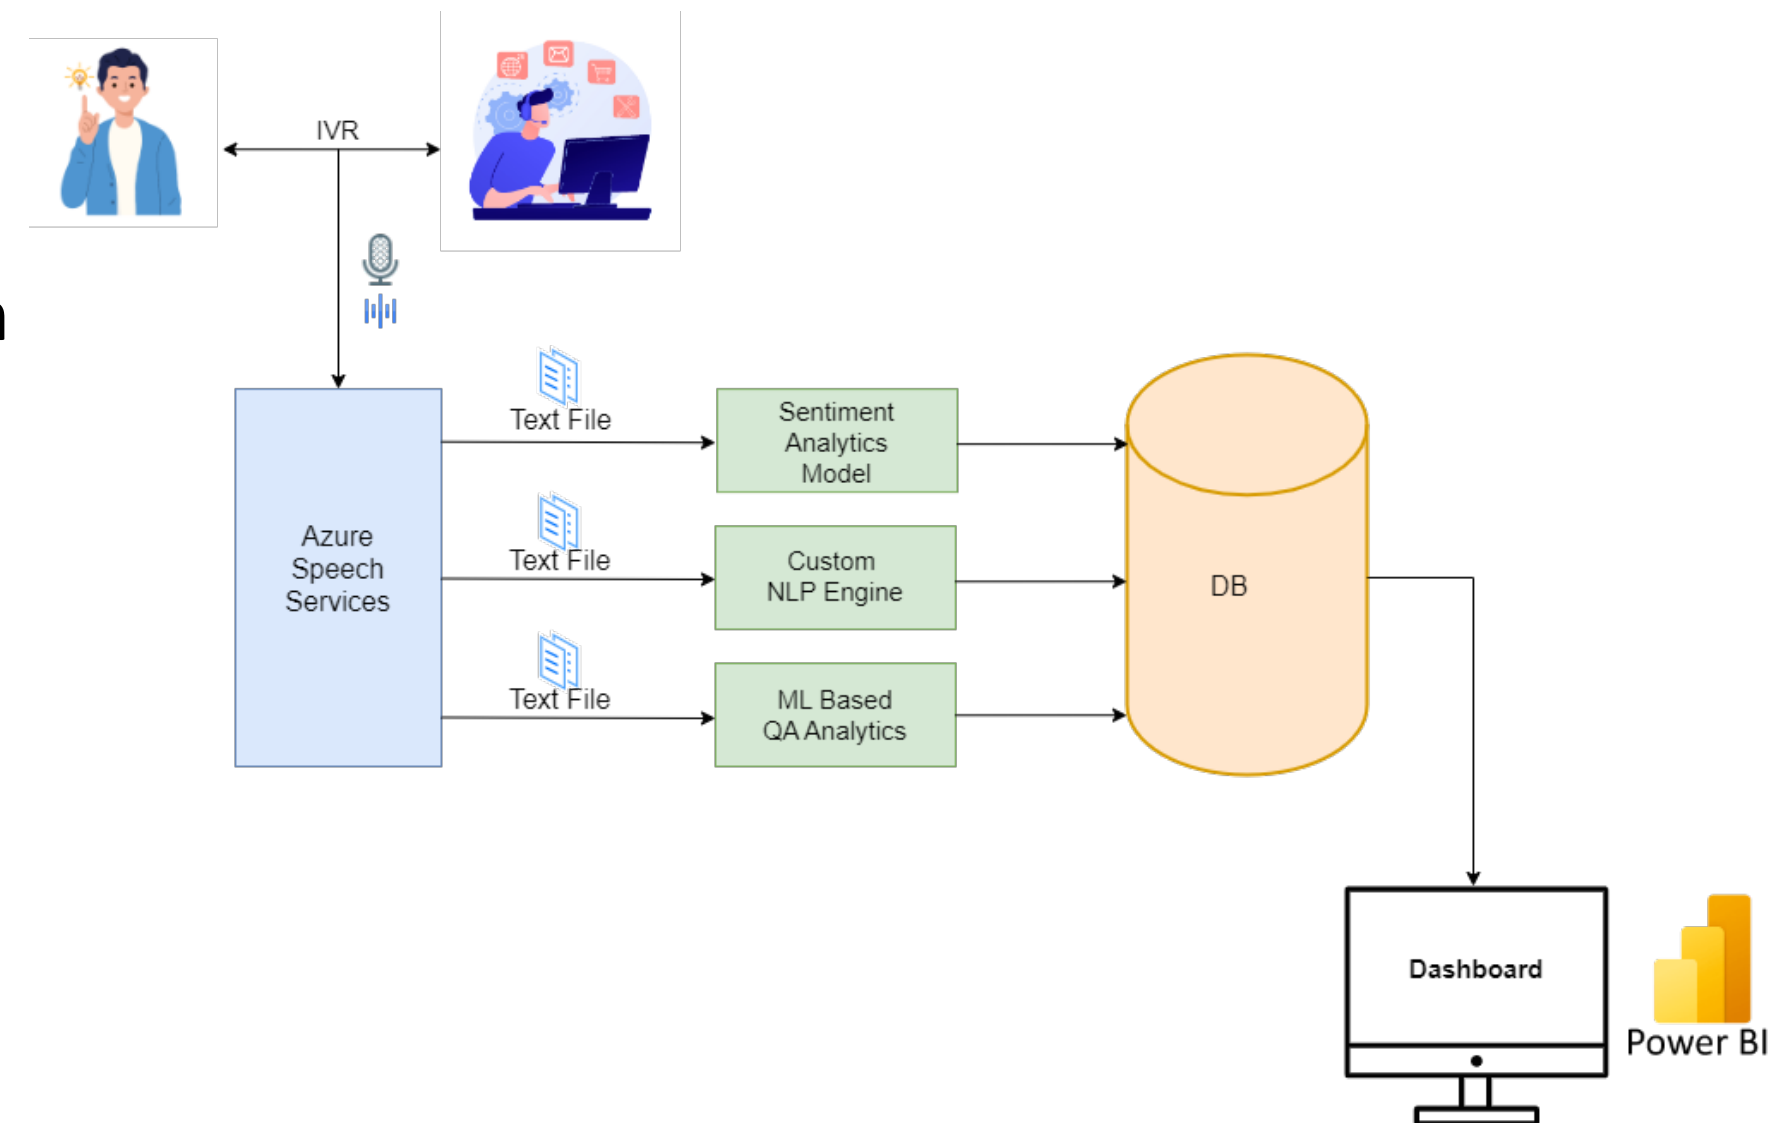 IVR
Text File
Sentiment
Analytics
Model
Azure
Speech
Services
Text File
Custom
NLP Engine
DB
Text File
ML Based
QA Analytics
Dashboard
Power BI